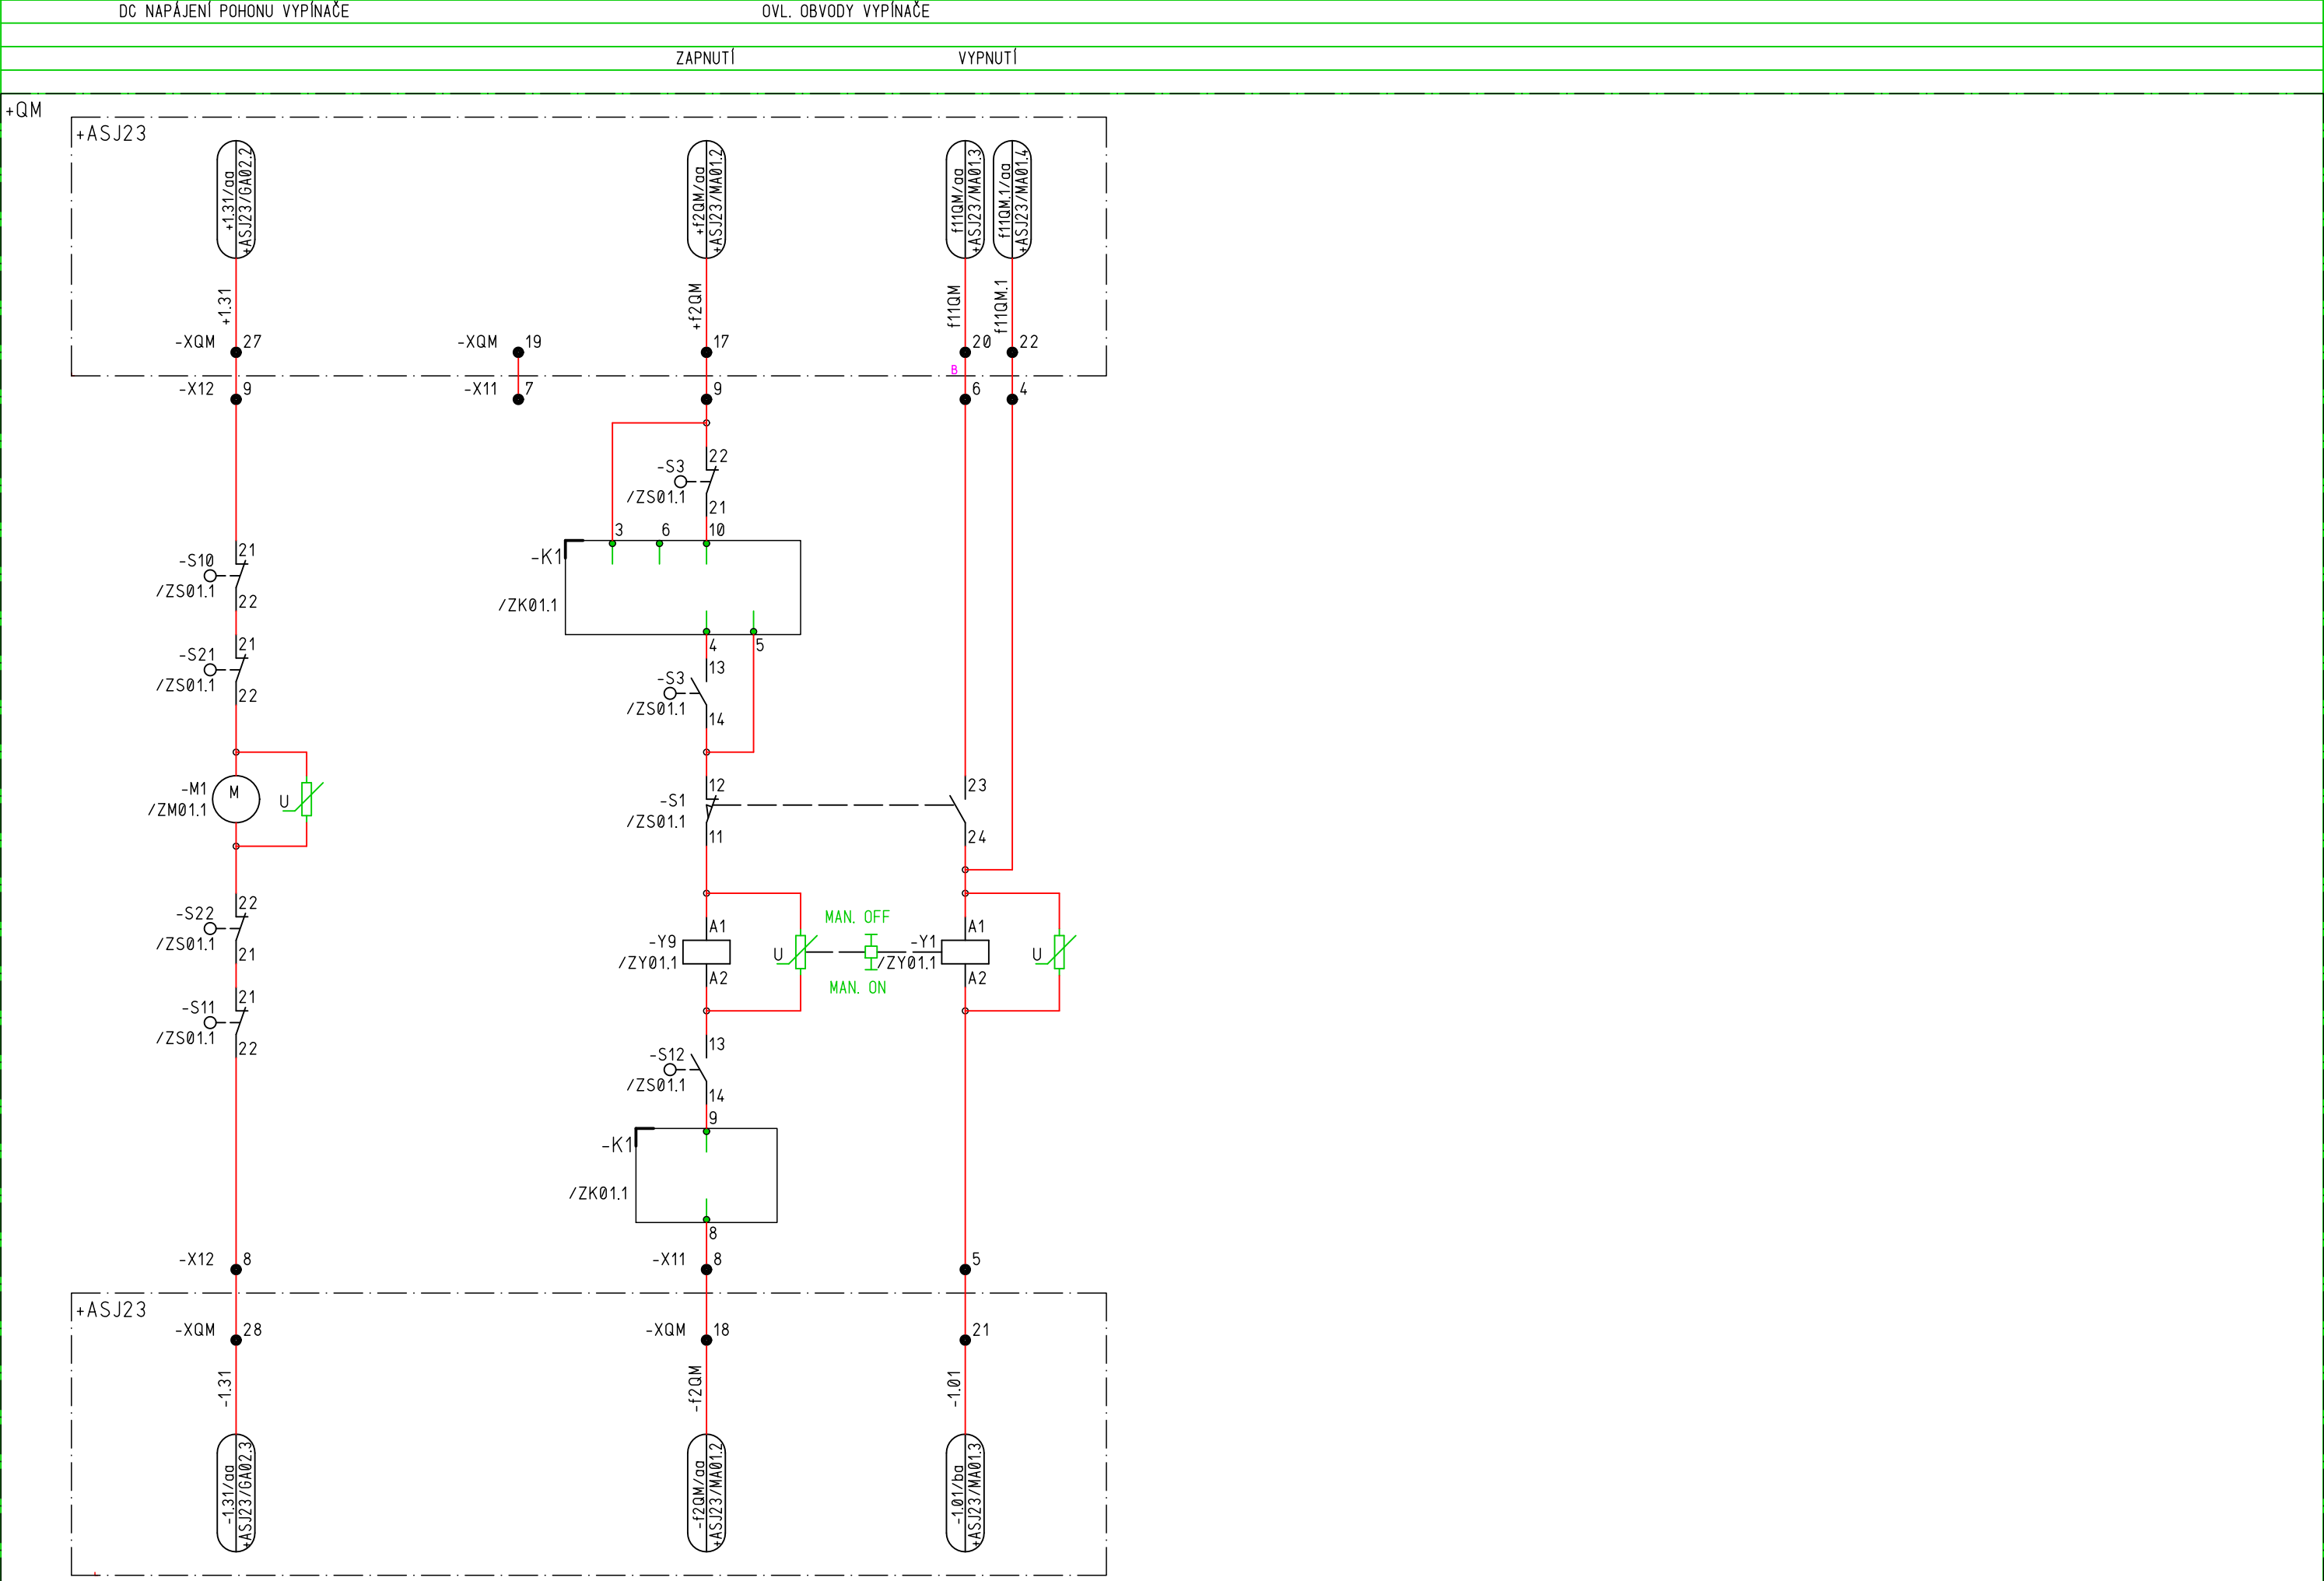 DC NAPÁJENÍ POHONU VYPÍNAČE
OVL. OBVODY VYPÍNAČE
ZAPNUTÍ
VYPNUTÍ
+QM
+ASJ23
+1.31/aa
+ASJ23/GA02.2
+f2QM/aa
+ASJ23/MA01.2
f11QM/aa
+ASJ23/MA01.3
f11QM.1/aa
+ASJ23/MA01.4
+1.31
+f2QM
f11QM
f11QM.1
-XQM 27
-XQM 19
17
20
22
B
-X12 9
-X11 7
9
6
4
22
-S3
/ZS01.1
21
3 6 10
-K1
/ZK01.1
4 5
21
-S10
/ZS01.1
22
21
-S21
/ZS01.1
22
13
-S3
/ZS01.1
14
-M1
/ZM01.1
M
U
12
-S1
/ZS01.1
11
23
24
22
-S22
/ZS01.1
21
A1
-Y9
/ZY01.1
A2
U
MAN. OFF
MAN. ON
A1
-Y1
/ZY01.1
A2
U
21
-S11
/ZS01.1
22
13
-S12
/ZS01.1
14
9
-K1
/ZK01.1
8
-X12 8
-X11 8
5
+ASJ23
-XQM 28
-XQM 18
21
-1.31
-f2QM
-1.01
-1.31/aa
+ASJ23/GA02.3
-f2QM/aa
+ASJ23/MA01.2
-1.01/ba
+ASJ23/MA01.3